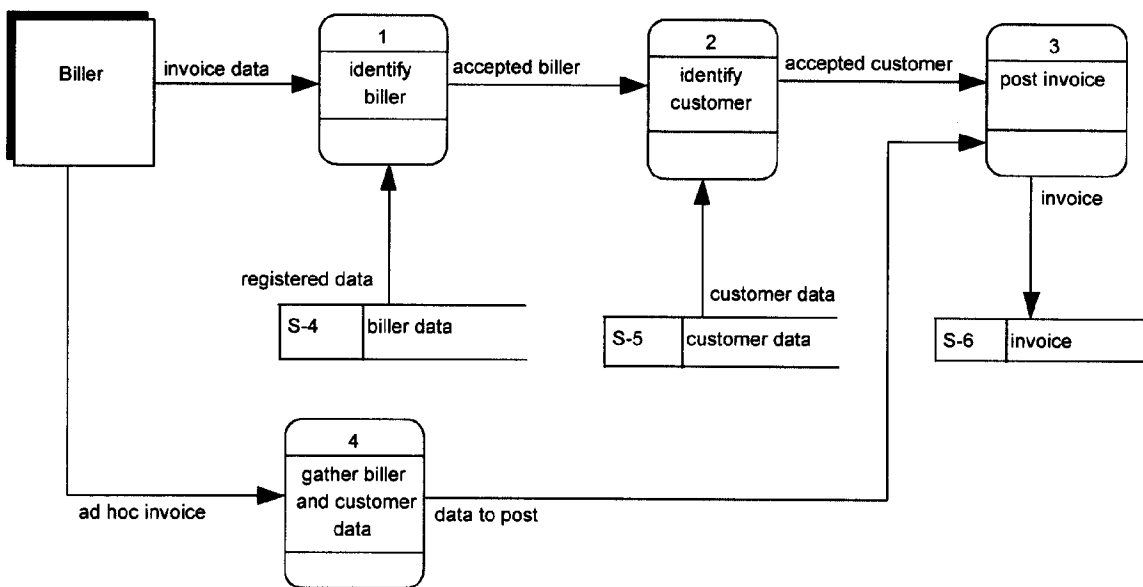 Biller
invoice data
1
identify
biller
accepted biller
2
identify
customer
accepted customer
3
post invoice
invoice
registered data
S-4
biller data
customer data
S-5
customer data
S-6
invoice
4
gather biller
and customer
data
ad hoc invoice
data to post